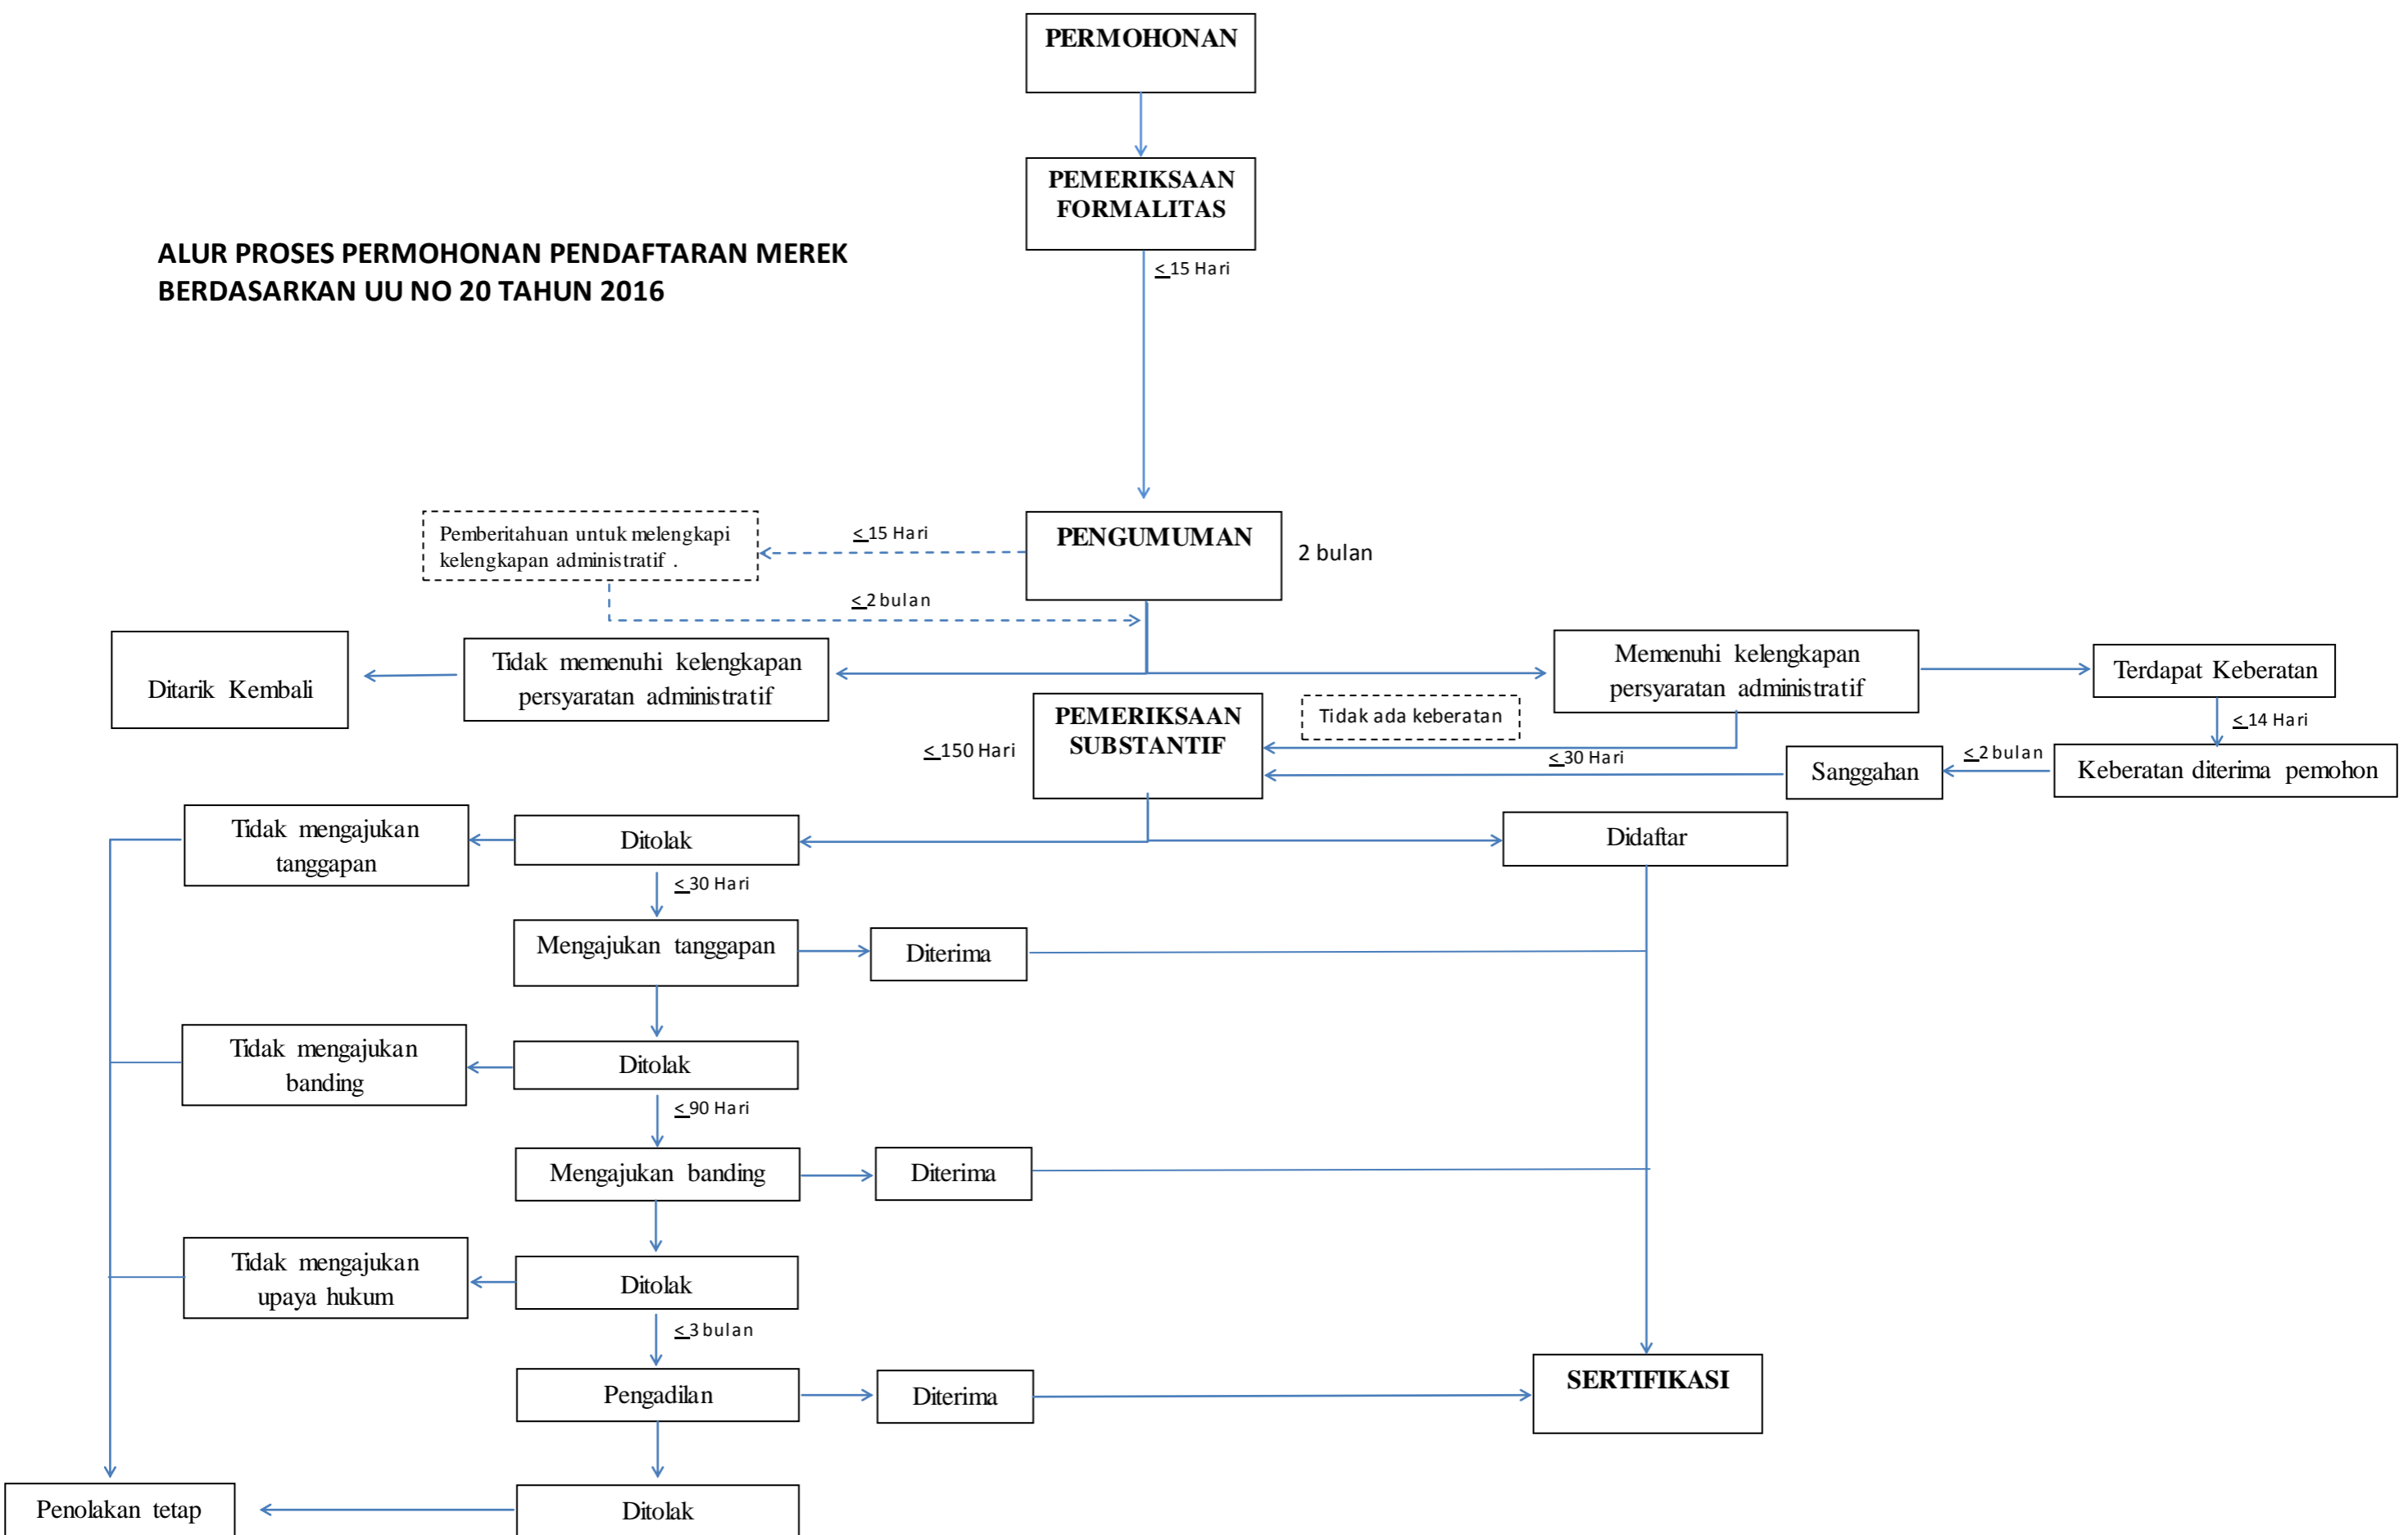 PERMOHONAN
PEMERIKSAAN
FORMALITAS
ALUR PROSES PERMOHONAN PENDAFTARAN MEREK
BERDASARKAN UU NO 20 TAHUN 2016
< 15 Hari
PENGUMUMAN
2 bulan
< 15 Hari
Pemberitahuan untuk melengkapi
kelengkapan administratif .
< 2 bulan
Ditarik Kembali
Tidak memenuhi kelengkapan
persyaratan administratif
Memenuhi kelengkapan
persyaratan administratif
Terdapat Keberatan
< 14 Hari
Keberatan diterima pemohon
< 2 bulan
Sanggahan
< 30 Hari
Tidak ada keberatan
PEMERIKSAAN
SUBSTANTIF
< 150 Hari
Tidak mengajukan
tanggapan
Ditolak
Didaftar
< 30 Hari
Mengajukan tanggapan
Diterima
Tidak mengajukan
banding
Ditolak
< 90 Hari
Mengajukan banding
Diterima
Tidak mengajukan
upaya hukum
Ditolak
< 3 bulan
Pengadilan
Diterima
SERTIFIKASI
Penolakan tetap
Ditolak